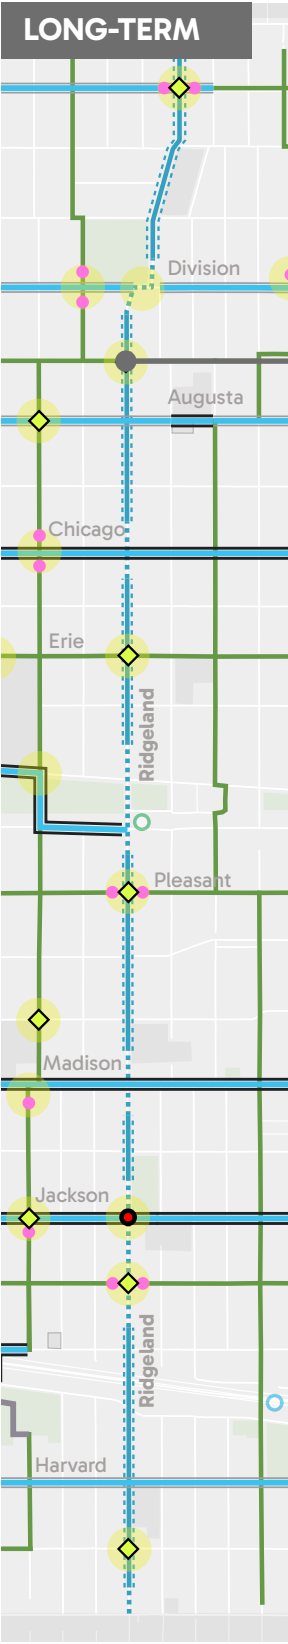 LONG-TERM
Division
Augusta
Chicago
Erie
Ridgeland
Pleasant
Madison
Jackson
Ridgeland
Harvard